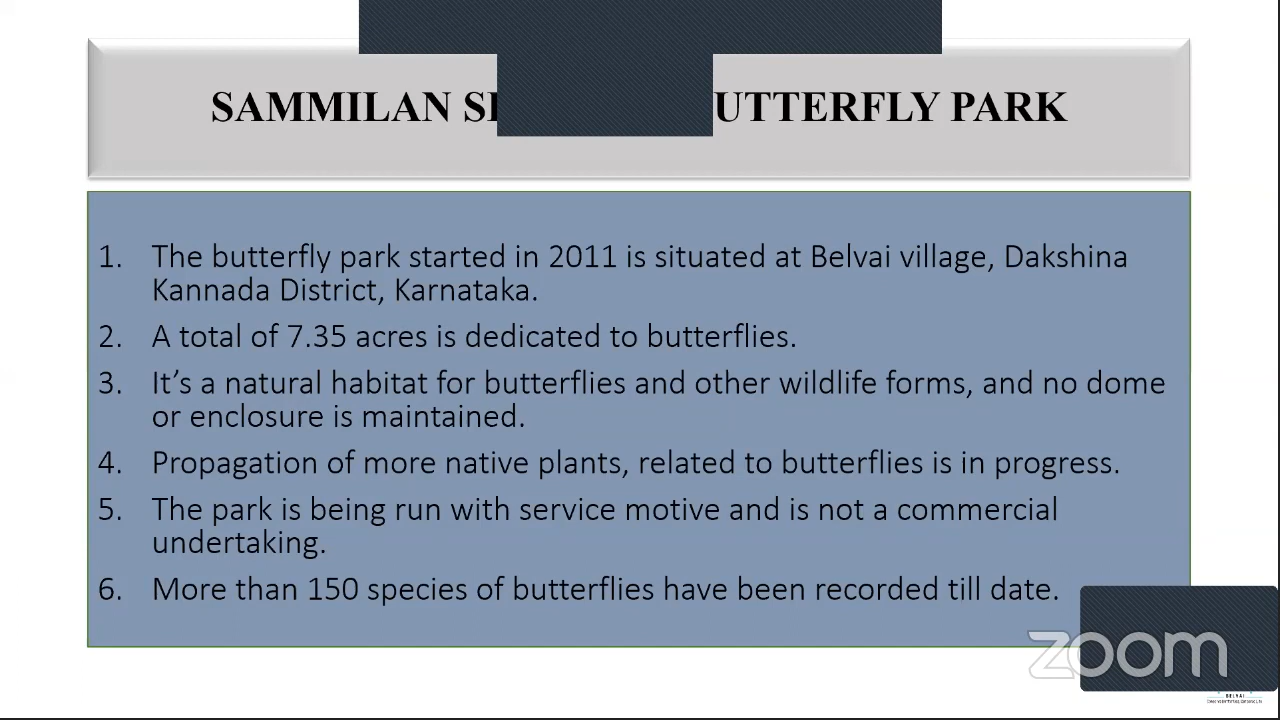 SAMMILAN UTTERFLY PARK
1. The butterfly park started in 2011 is situated at Belvai village, Dakshina
Kannada District, Karnataka.
2. A total of 7.35 acres is dedicated to butterflies.
3. It’s a natural habitat for butterflies and other wildlife forms, and no dome
or enclosure is maintained.
4. Propagation of more native plants, related to butterflies is in progress.
5. The park is being run with service motive and is not a commercial
undertaking.
6. More than 150 species of butterflies have been recorded till date.
zoom
BELVAI